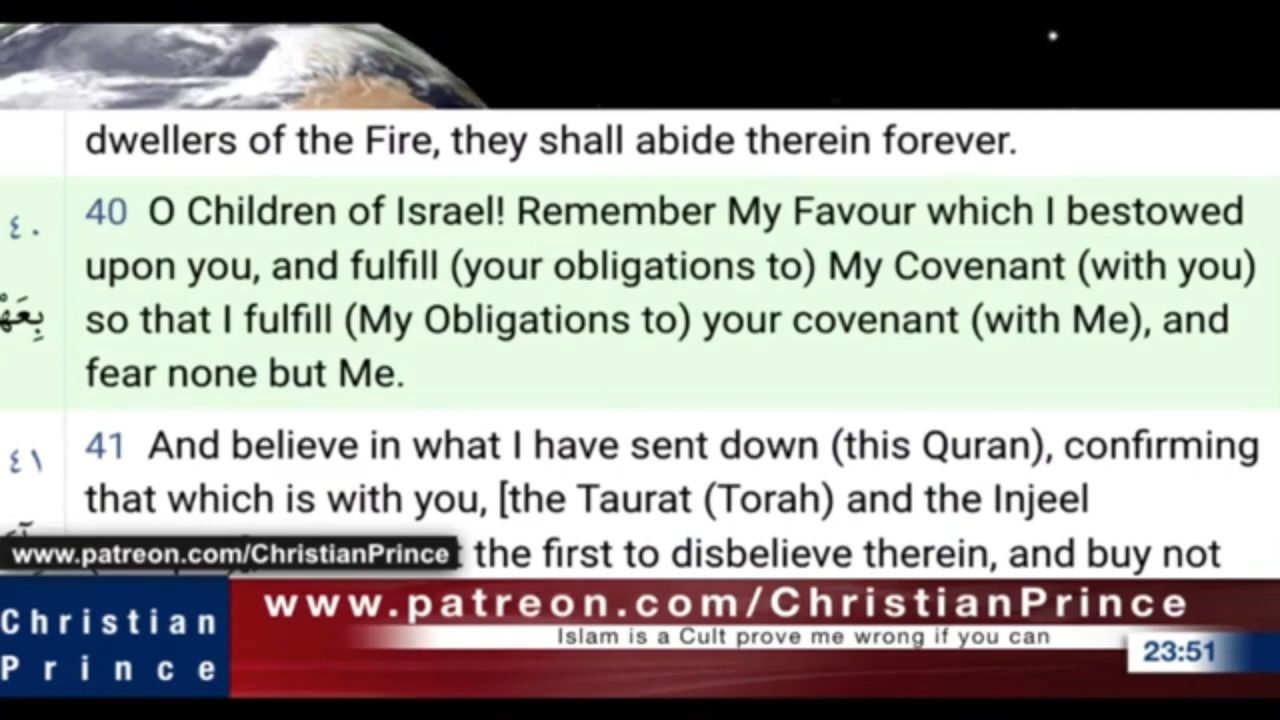 dwellers of the Fire, they shall abide therein forever.
٤٠
40 O Children of Israel! Remember My Favour which I bestowed
upon you, and fulfill (your obligations to) My Covenant (with you)
so that I fulfill (My Obligations to) your covenant (with Me), and
fear none but Me.
٤١
41 And believe in what I have sent down (this Quran), confirming
that which is with you, [the Taurat (Torah) and the Injeel
the first to disbelieve therein, and buy not
www.patreon.com/ChristianPrince
www.patreon.com/ChristianPrince
Islam is a Cult prove me wrong if you can
Christian
Prince
23:51